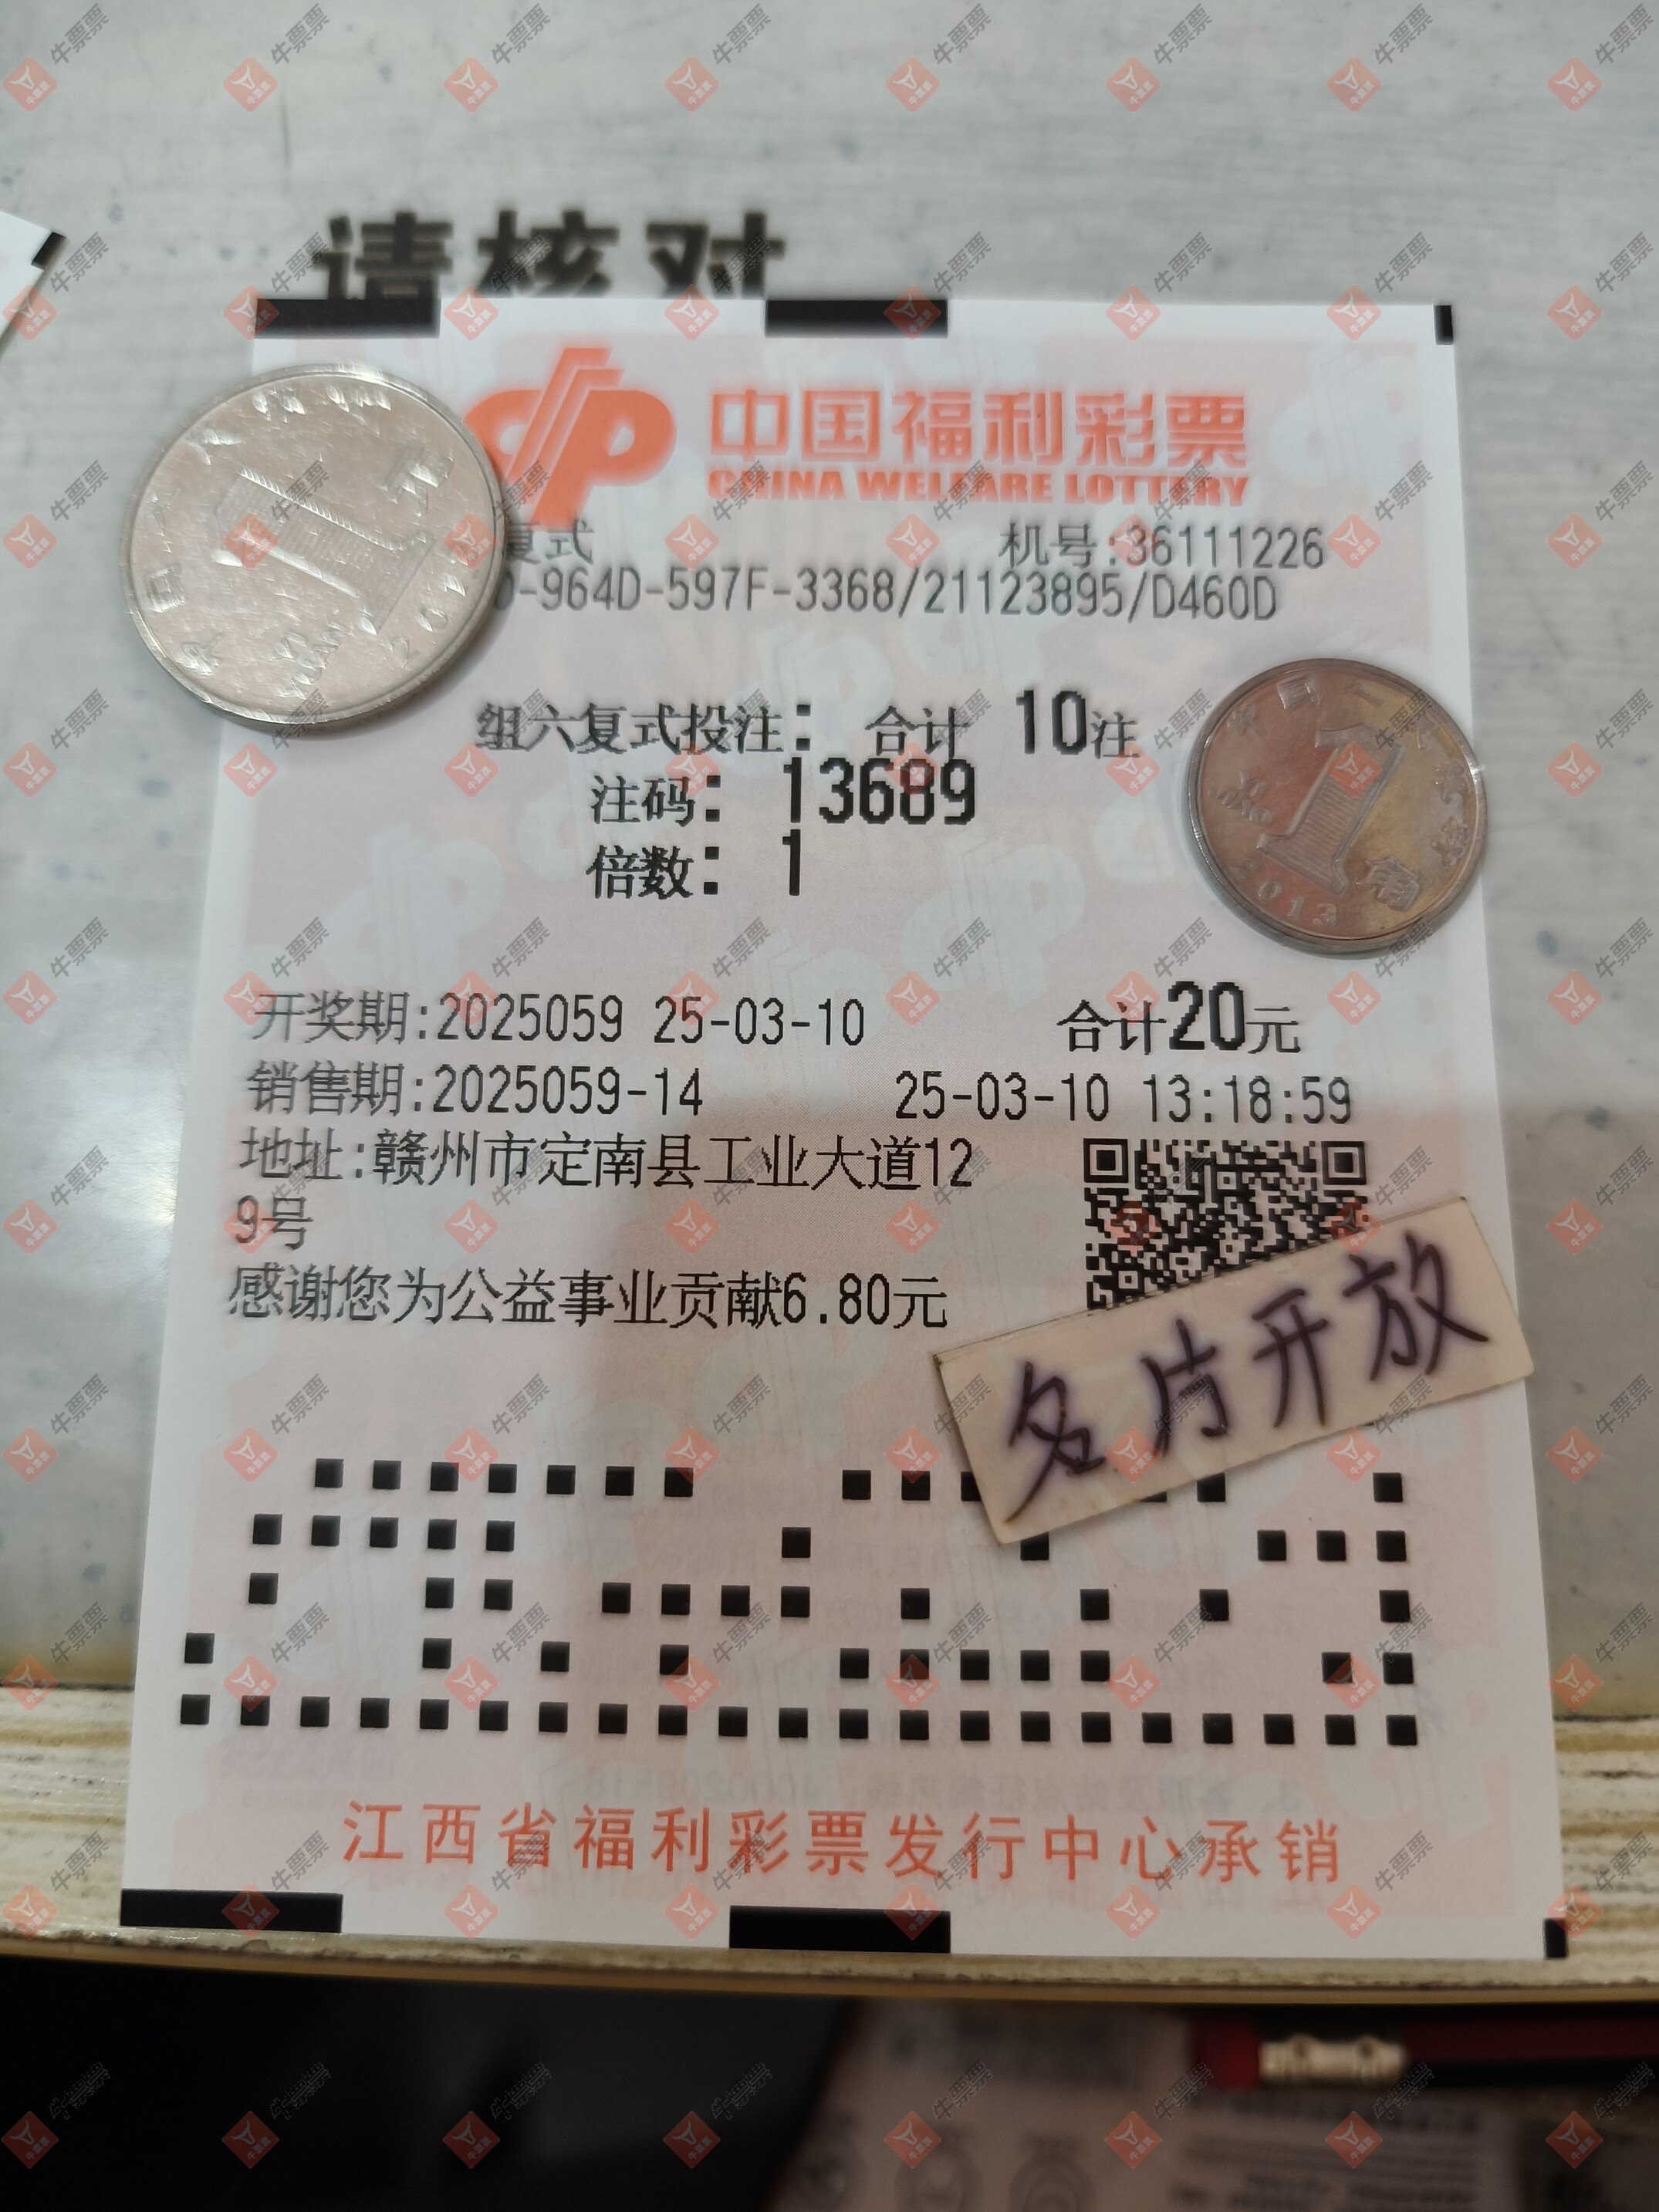 请核对
中国福利彩票
CHINA WELFARE LOTTERY
复式 机号:36111226
-964D-597F-3368/21123895/D460D
组六复式投注: 合计 10注
注码: 13689
倍数: 1
开奖期:2025059 25-03-10 合计20元
销售期:2025059-14 25-03-10 13:18:59
地址:赣州市定南县工业大道12
9号
感谢您为公益事业贡献6.80元
名片开放
江西省福利彩票发行中心承销
1
2013
牛票票